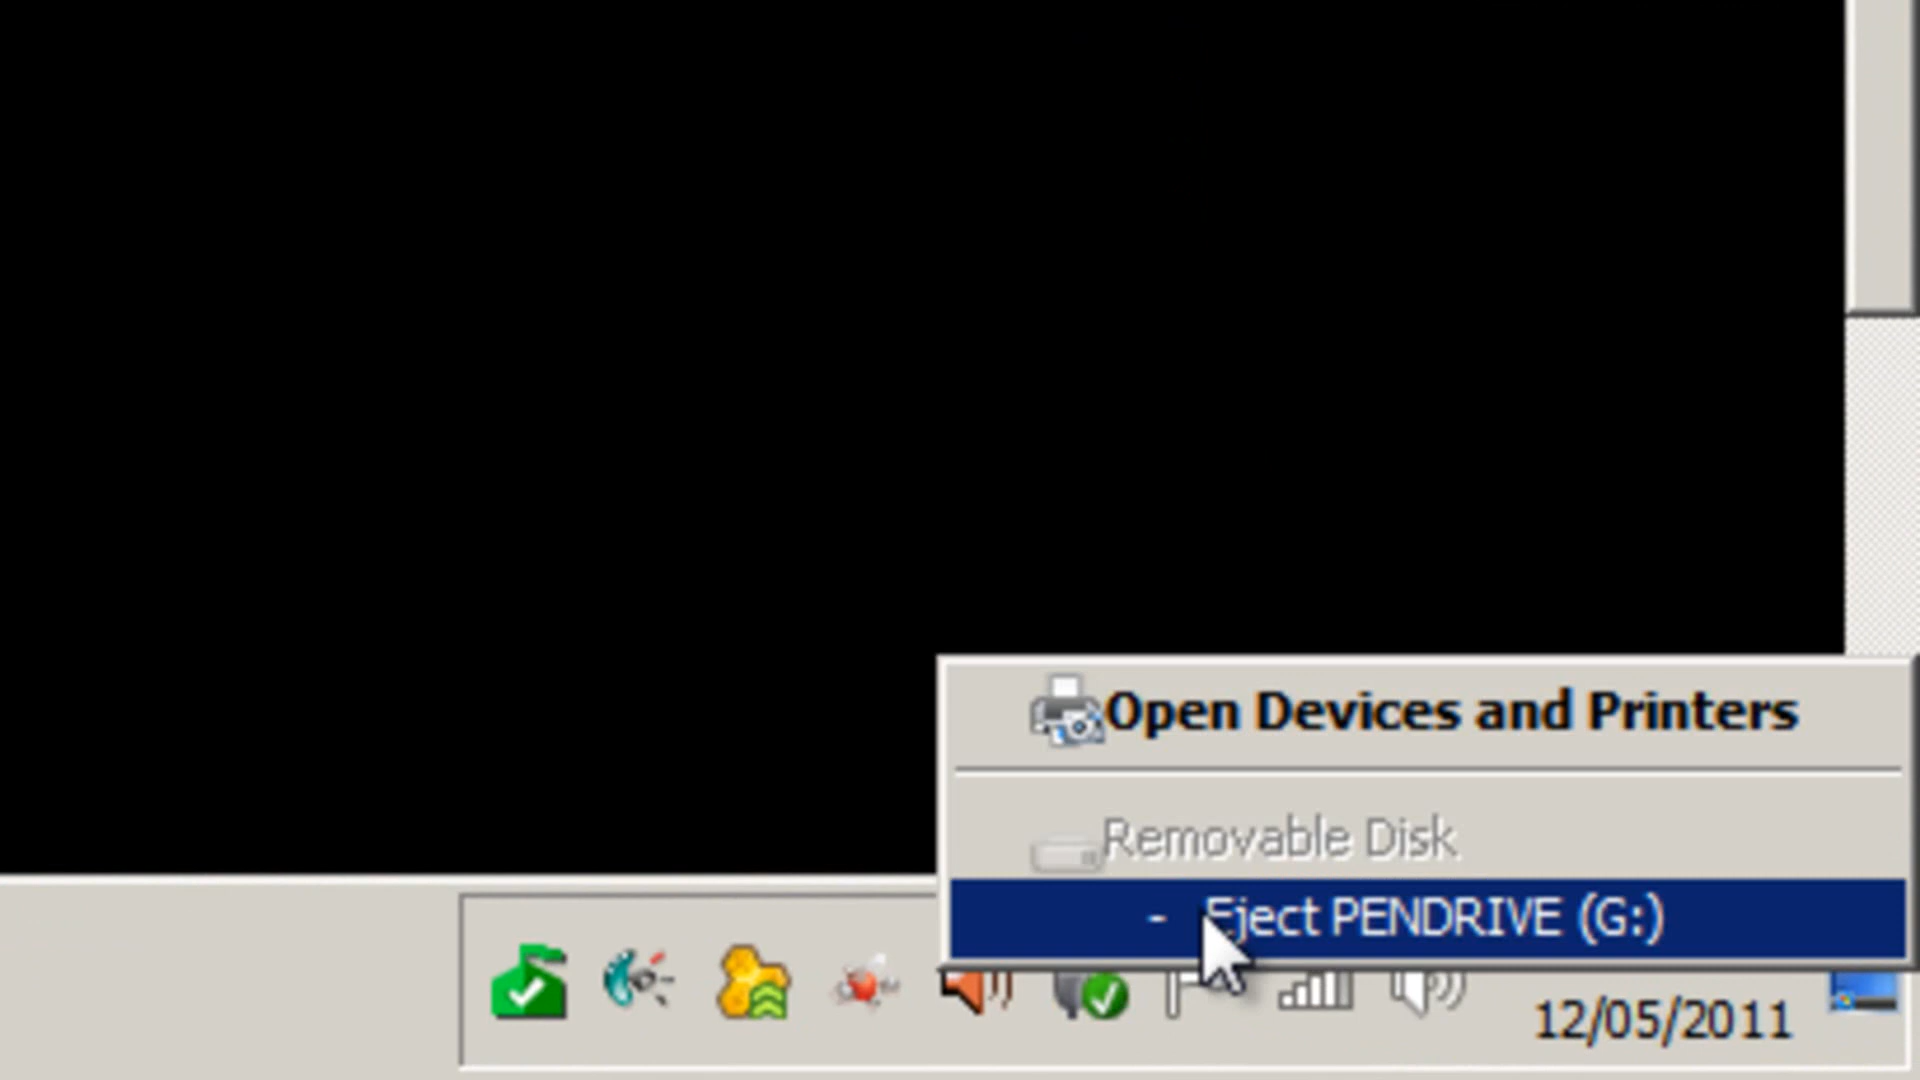 Open Devices and Printers
Removable Disk
- Eject PENDRIVE (G:)
12/05/2011